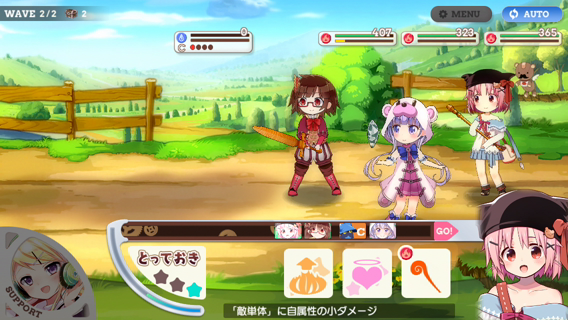 WAVE 2/2 2
MENU
AUTO
0
C
407
323
365
C
GO!
とっておき
SUPPORT
「敵単体」に自属性の小ダメージ